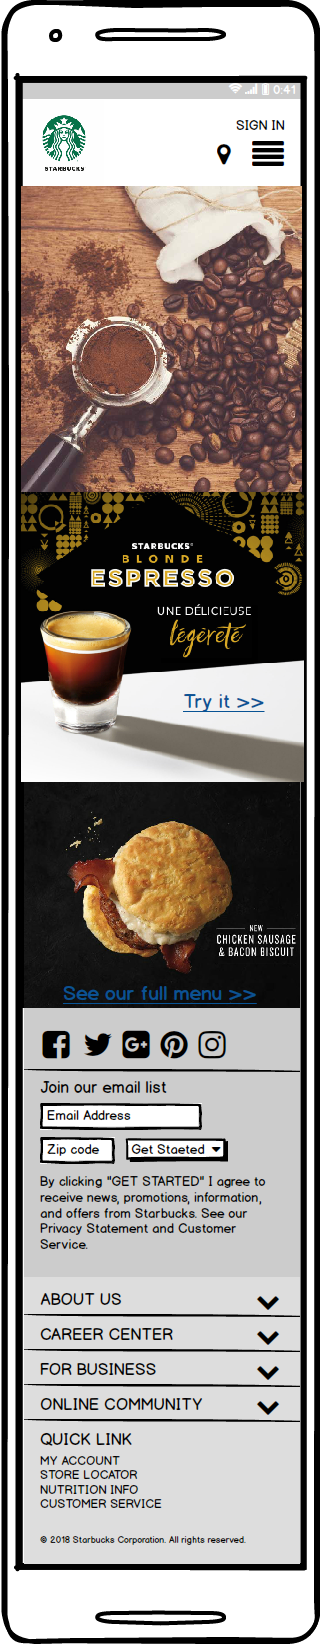 0:41
SIGN IN
STARBUCKS
STARBUCKS®
BLONDE
ESPRESSO
UNE DÉLICIEUSE
légèreté
Try it >>
NEW
CHICKEN SAUSAGE
& BACON BISCUIT
See our full menu >>
Join our email list
Email Address
Zip code
Get Staeted
By clicking "GET STARTED" I agree to
receive news, promotions, information,
and offers from Starbucks. See our
Privacy Statement and Customer
Service.
ABOUT US
CAREER CENTER
FOR BUSINESS
ONLINE COMMUNITY
QUICK LINK
MY ACCOUNT
STORE LOCATOR
NUTRITION INFO
CUSTOMER SERVICE
© 2018 Starbucks Corporation. All rights reserved.